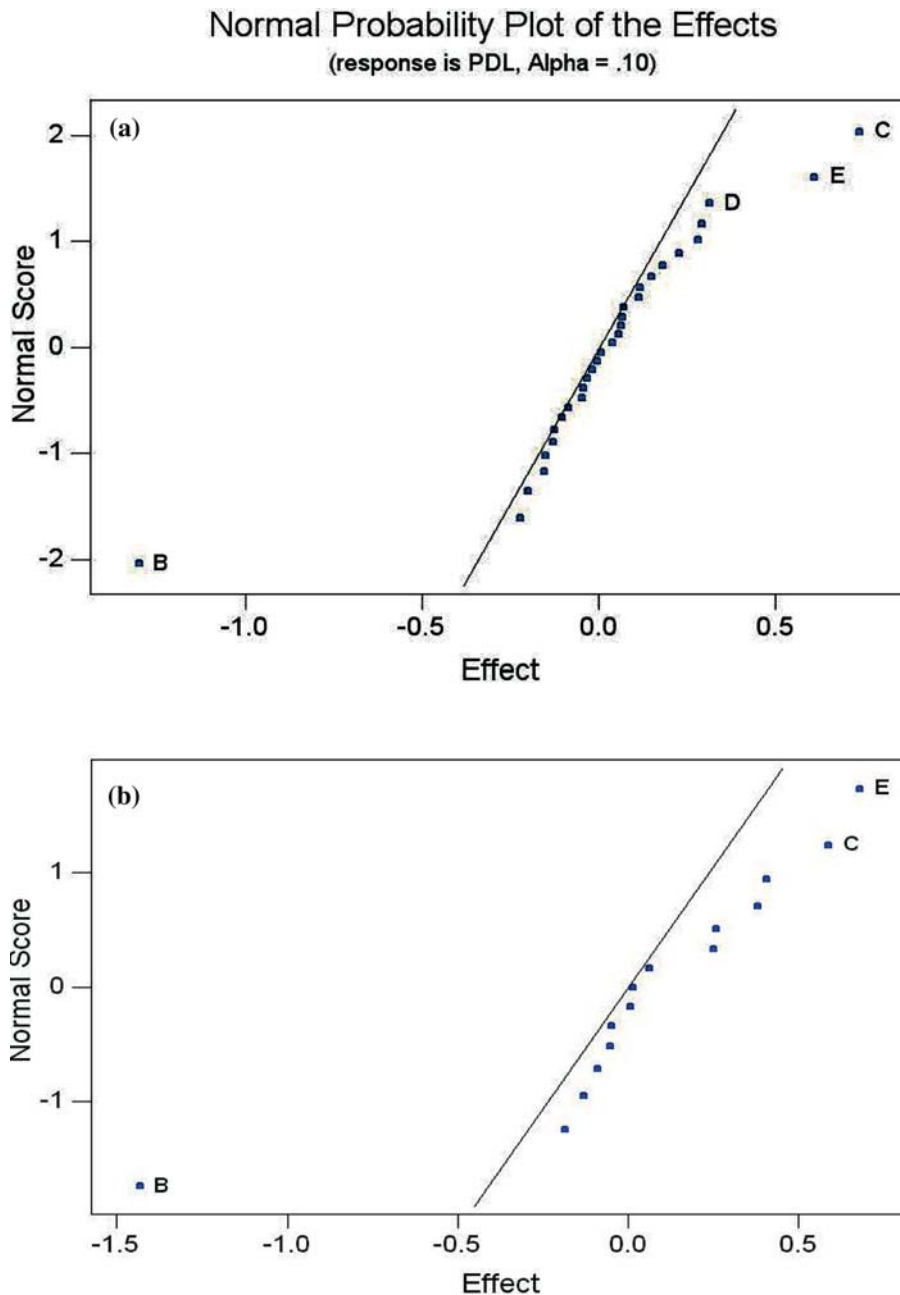 Normal Probability Plot of the Effects
(response is PDL, Alpha = .10)
(a)
2
1
0
-1
-2
Normal Score
C
E
D
B
-1.0
-0.5
0.0
0.5
Effect
(b)
1
0
-1
Normal Score
E
C
B
-1.5
-1.0
-0.5
0.0
0.5
Effect